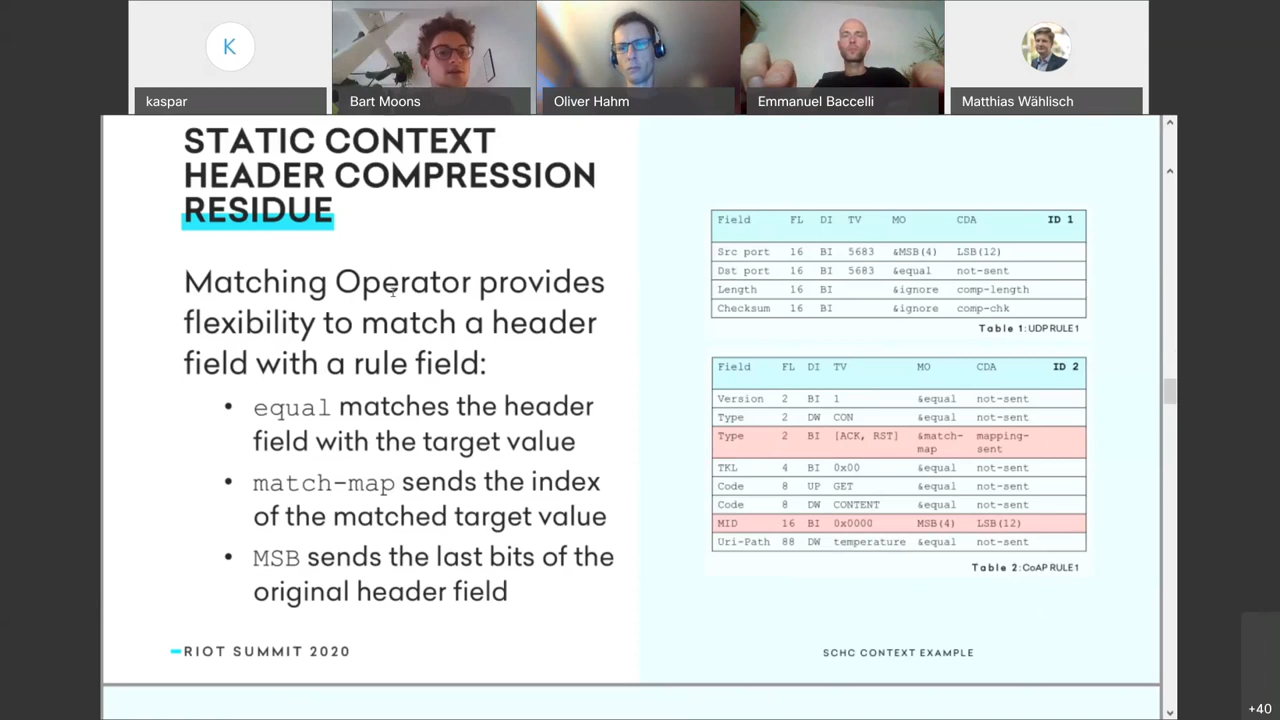 K
kaspar
Bart Moons
Oliver Hahm
Emmanuel Baccelli
Matthias Wählisch
STATIC CONTEXT
HEADER COMPRESSION
RESIDUE
Matching Operator provides
flexibility to match a header
field with a rule field:
• equal matches the header
field with the target value
• match-map sends the index
of the matched target value
• MSB sends the last bits of the
original header field
RIOT SUMMIT 2020
Field FL DI TV MO CDA ID 1
Src port 16 BI 5683 &MSB(4) LSB(12)
Dst port 16 BI 5683 &equal not-sent
Length 16 BI &ignore comp-length
Checksum 16 BI &ignore comp-chk
Table 1: UDP RULE 1
Field FL DI TV MO CDA ID 2
Version 2 BI 1 &equal not-sent
Type 2 DW CON &equal not-sent
Type 2 BI [ACK, RST] &match- mapping-
map sent
TKL 4 BI 0x00 &equal not-sent
Code 8 UP GET &equal not-sent
Code 8 DW CONTENT &equal not-sent
MID 16 BI 0x0000 MSB(4) LSB(12)
Uri-Path 88 DW temperature &equal not-sent
Table 2: CoAP RULE 1
SCHC CONTEXT EXAMPLE
+40